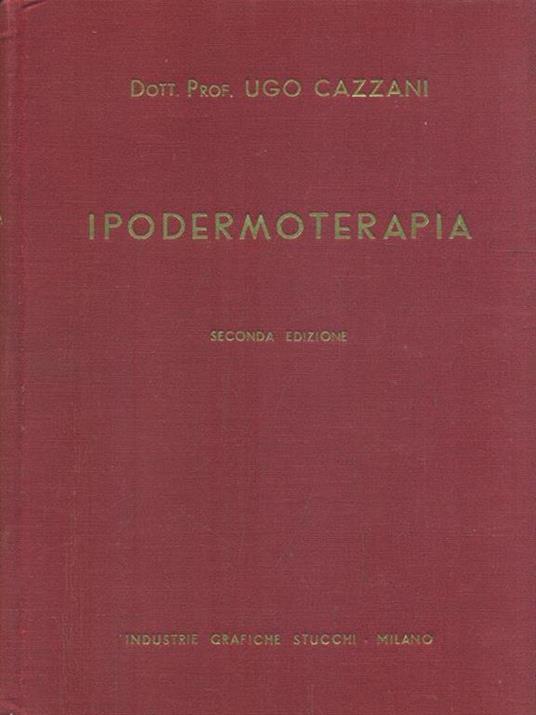 DOTT. PROF. UGO CAZZANI
IPODERMOTERAPIA
SECONDA EDIZIONE
INDUSTRIE GRAFICHE STUCCHI - MILANO